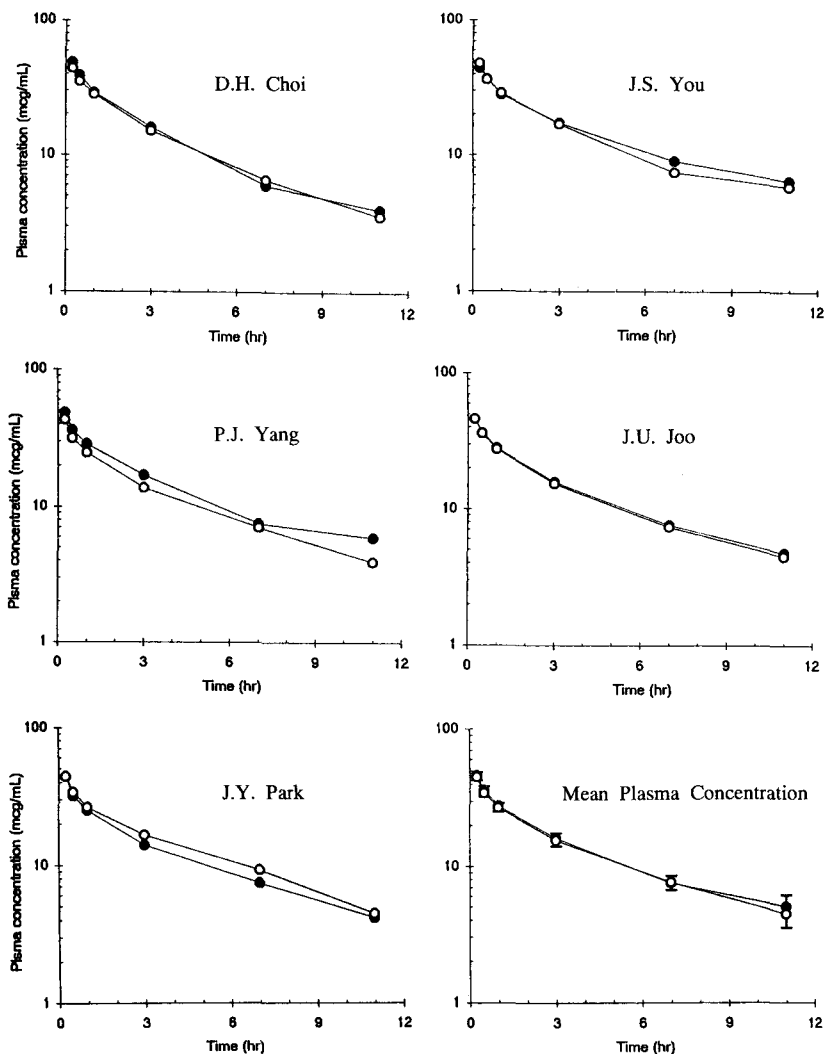 100
10
1
Plasma concentration (mcg/mL)
D.H. Choi
0 3 6 9 12
Time (hr)
100
10
1
J.S. You
0 3 6 9 12
Time (hr)
100
10
1
Plasma concentration (mcg/mL)
P.J. Yang
0 3 6 9 12
Time (hr)
100
10
1
J.U. Joo
0 3 6 9 12
Time (hr)
100
10
1
Plasma concentration (mcg/mL)
J.Y. Park
0 3 6 9 12
Time (hr)
100
10
1
Mean Plasma Concentration
0 3 6 9 12
Time (hr)